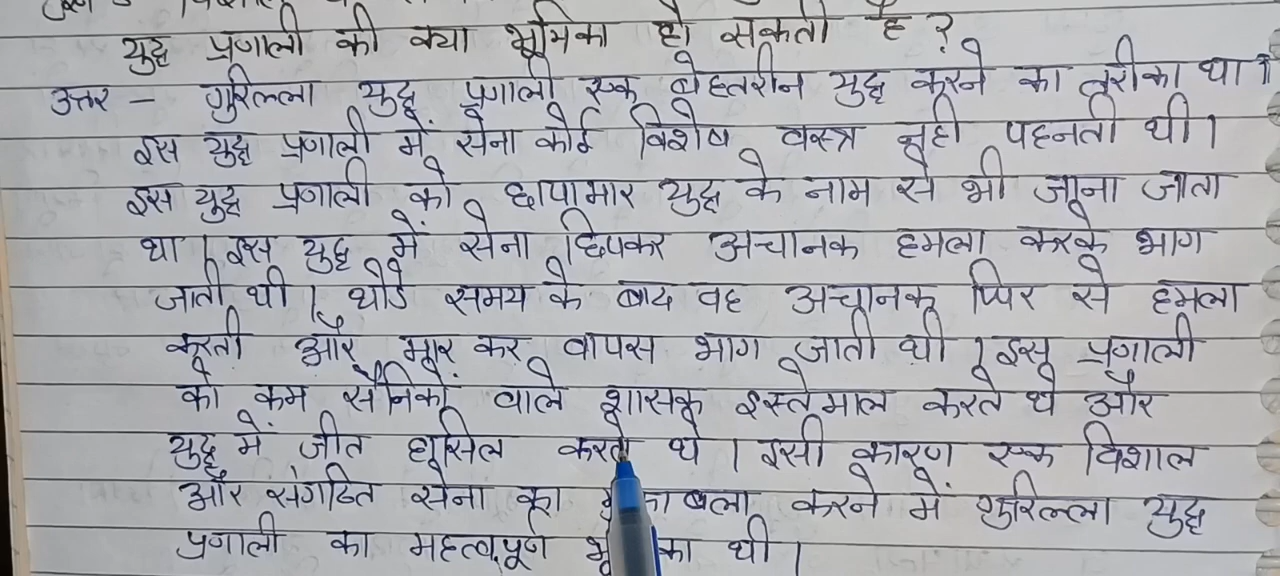 युद्ध प्रणाली की क्या भूमिका हो सकती है ?
उत्तर – गुरिल्ला युद्ध प्रणाली एक बेहतरीन युद्ध करने का तरीका था ।
इस युद्ध प्रणाली में सेना कोई विशेष वस्त्र नही पहनती थी ।
इस युद्ध प्रणाली को छापामार युद्ध के नाम से भी जाना जाता
था । इस युद्ध में सेना छिपकर अचानक हमला करके भाग
जाती थी । थोडे समय के बाद वह अचानक फिर से हमला
करती और मार कर वापस भाग जाती थी । इस प्रणाली
को कम सैनिको वाले शासक इस्तेमाल करते थे और
युद्ध में जीत हासिल करते थे । इसी कारण एक विशाल
और संगठित सेना का करने में गुरिल्ला युद्ध
प्रणाली का महत्वपूर्ण थी ।